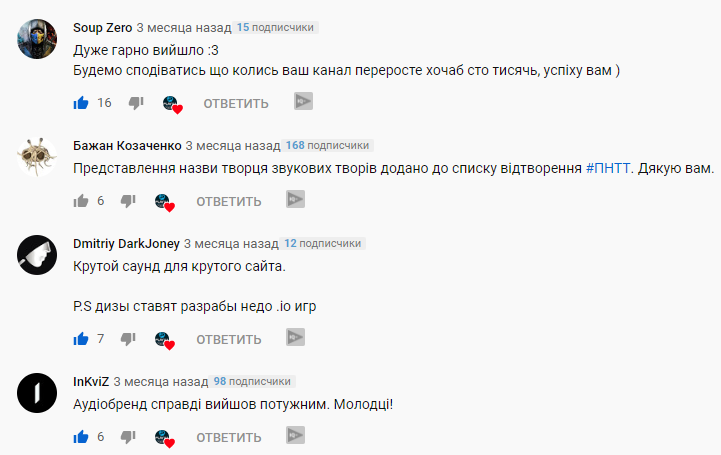 Soup Zero 3 месяца назад 15 подписчики
Дуже гарно вийшло :3
Будемо сподіватись що колись ваш канал переросте хочаб сто тисячь, успіху вам )
16 ОТВЕТИТЬ
Бажан Козаченко 3 месяца назад 168 подписчики
Представлення назви творця звукових творів додано до списку відтворення #ПНТТ. Дякую вам.
6 ОТВЕТИТЬ
Dmitriy DarkJoney 3 месяца назад 12 подписчики
Крутой саунд для крутого сайта.
P.S дизы ставят разрабы недо .io игр
7 ОТВЕТИТЬ
InKviZ 3 месяца назад 98 подписчики
Аудіобренд справді вийшов потужним. Молодці!
6 ОТВЕТИТЬ